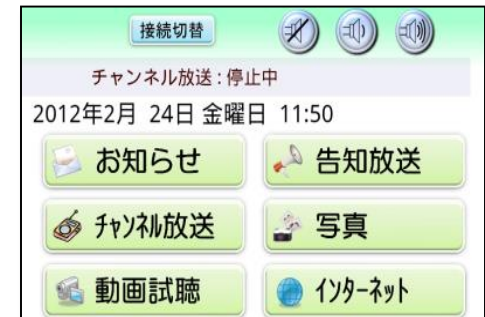 接続切替
チャンネル放送 : 停止中
2012年2月 24日 金曜日 11:50
お知らせ
告知放送
チャンネル放送
写真
動画試聴
インターネット